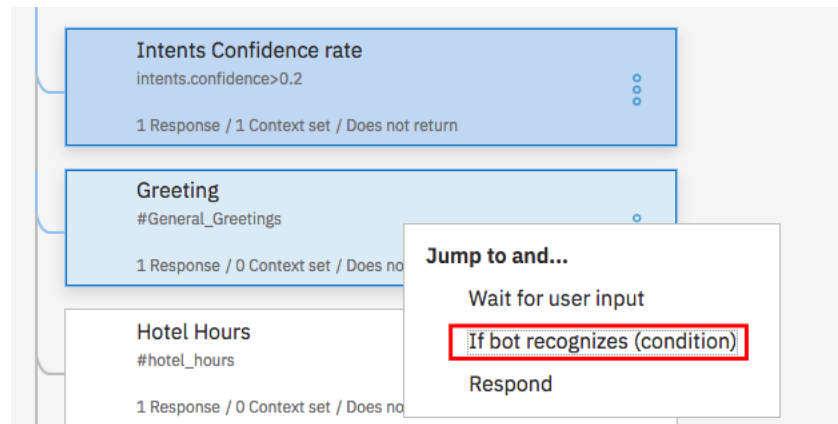 Intents Confidence rate
intents.confidence>0.2
1 Response / 1 Context set / Does not return
Greeting
#General_Greetings
1 Response / 0 Context set / Does no
Jump to and...
Wait for user input
If bot recognizes (condition)
Respond
Hotel Hours
#hotel_hours
1 Response / 0 Context set / Does no